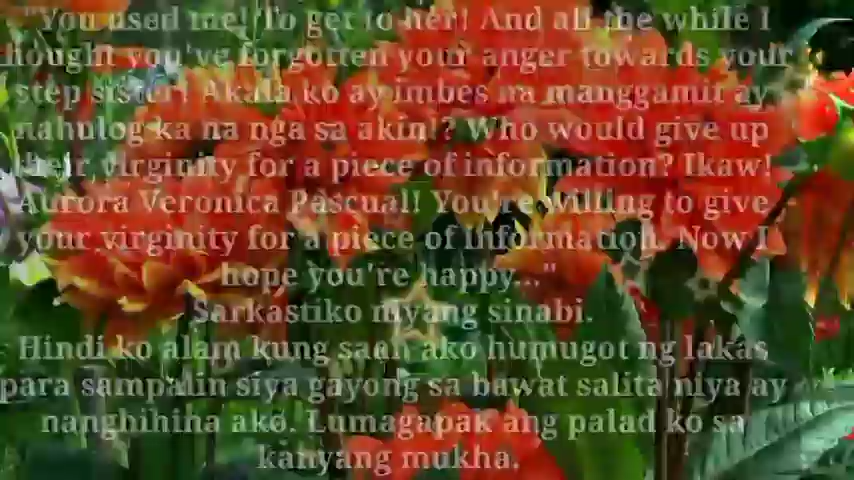 "You used me! To get to her! And all the while I
thought you've forgotten your anger towards your
step sister! Akala ko ay imbes na manggamit ay
nahulog ka na nga sa akin!? Who would give up
their virginity for a piece of information? Ikaw!
Aurora Veronica Pascual! You're willing to give
your virginity for a piece of information. Now I
hope you're happy..."
Sarkastiko niyang sinabi.
Hindi ko alam kung saan ako humugot ng lakas
para sampalin siya gayong sa bawat salita niya ay
nanghihiha ako. Lumagapak ang palad ko sa
kanyang mukha.